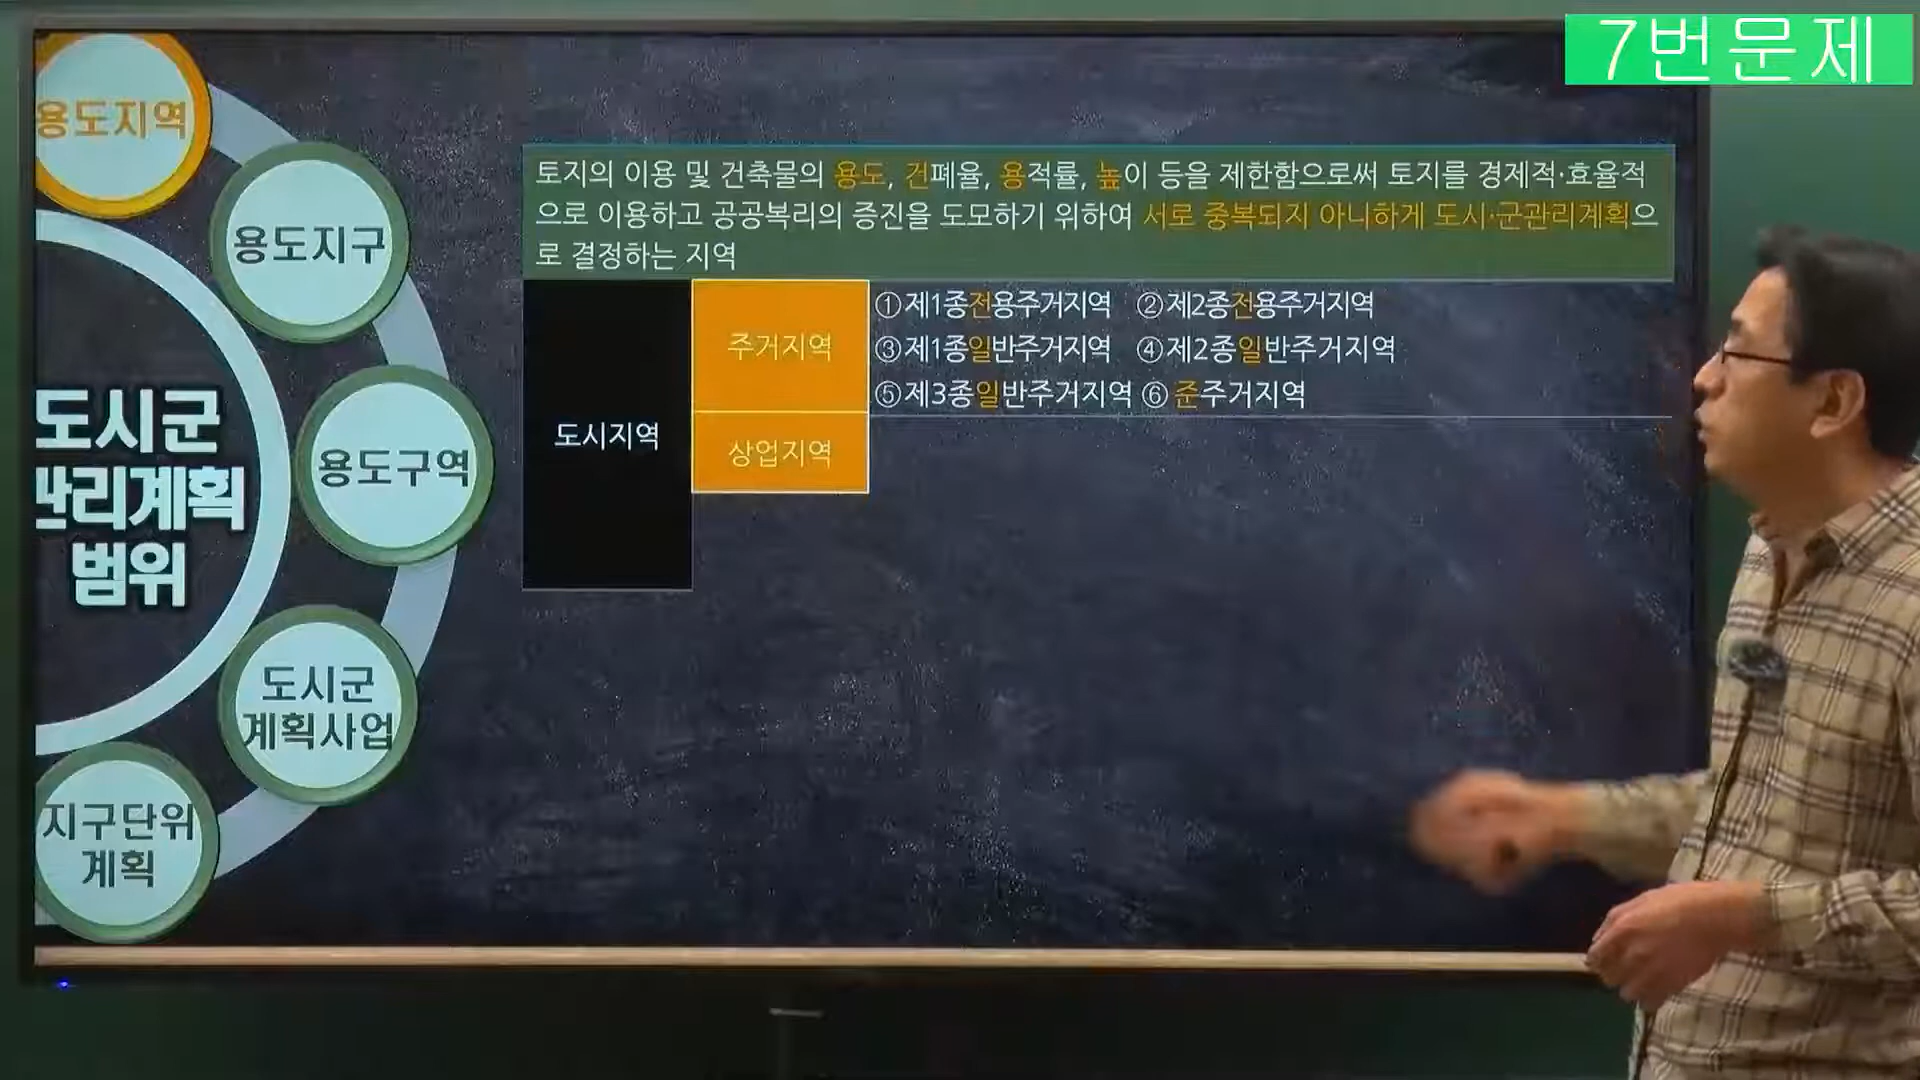 7번문제
용도지역
용도지구
용도구역
도시군
관리계획
범위
도시군
계획사업
지구단위
계획
토지의 이용 및 건축물의 용도, 건폐율, 용적률, 높이 등을 제한함으로써 토지를 경제적·효율적
으로 이용하고 공공복리의 증진을 도모하기 위하여 서로 중복되지 아니하게 도시·군관리계획으
로 결정하는 지역
도시지역
주거지역
①제1종전용주거지역 ②제2종전용주거지역
③제1종일반주거지역 ④제2종일반주거지역
⑤제3종일반주거지역 ⑥ 준주거지역
상업지역